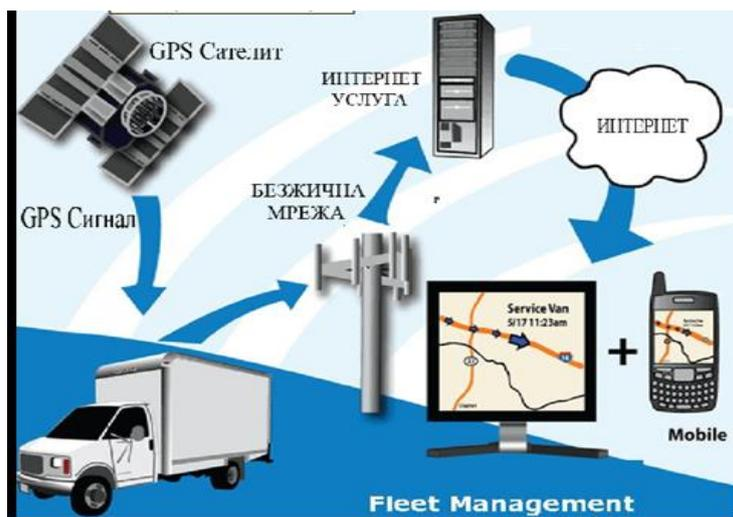 GPS Сателит
ИНТЕРНЕТ
УСЛУГА
ИНТЕРНЕТ
БЕЗЖИЧНА
МРЕЖА
GPS Сигнал
Service Van
5/17 11:23am
+
Mobile
Fleet Management